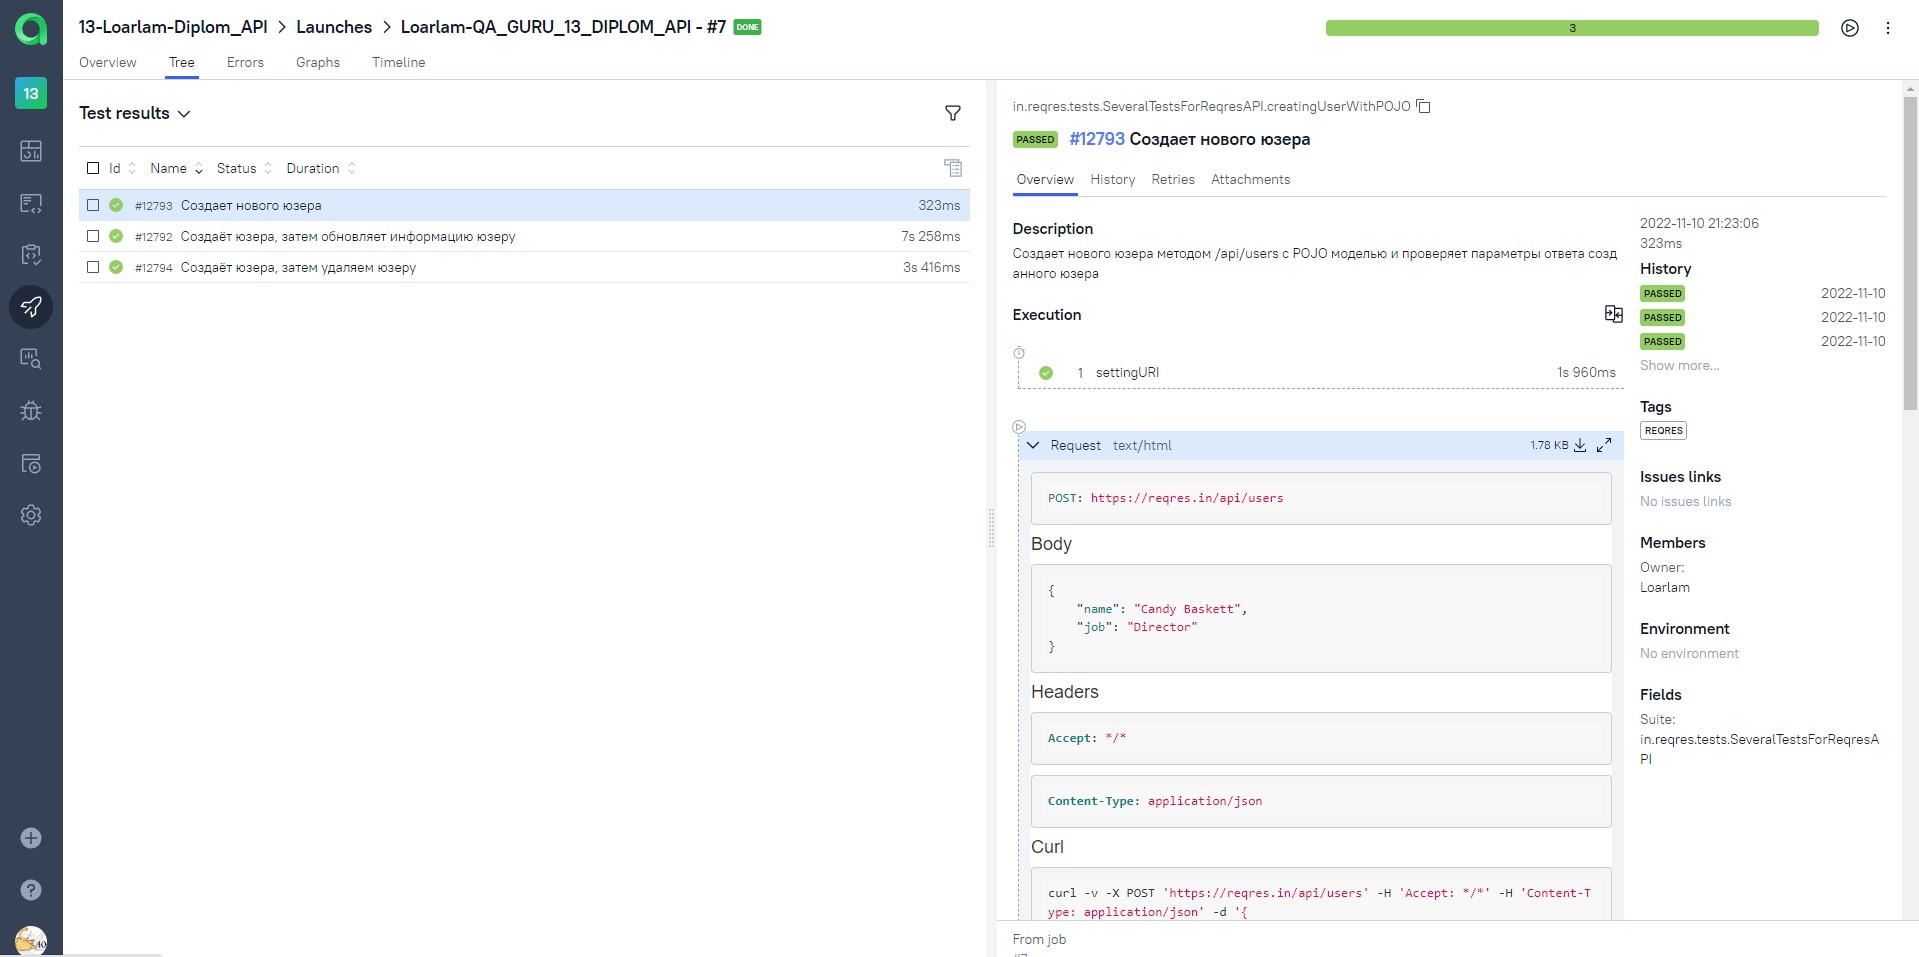 13-Loarlam-Diplom_API > Launches > Loarlam-QA_GURU_13_DIPLOM_API - #7 DONE
3
Overview Tree Errors Graphs Timeline
13
Test results
Id Name Status Duration
#12793 Создает нового юзера 323ms
#12792 Создаёт юзера, затем обновляет информацию юзеру 7s 258ms
#12794 Создаёт юзера, затем удаляем юзеру 3s 416ms
in.reqres.tests.SeveralTestsForReqresAPI.creatingUserWithPOJO
PASSED #12793 Создает нового юзера
Overview History Retries Attachments
Description
Создает нового юзера методом /api/users с POJO моделью и проверяет параметры ответа созд
анного юзера
Execution
1 settingURI 1s 960ms
Request text/html 1.78 KB
POST: https://reqres.in/api/users
Body
{
"name": "Candy Baskett",
"job": "Director"
}
Headers
Accept: */*
Content-Type: application/json
Curl
curl -v -X POST 'https://reqres.in/api/users' -H 'Accept: */*' -H 'Content-T
ype: application/json' -d '{
From job
#7
2022-11-10 21:23:06
323ms
History
PASSED 2022-11-10
PASSED 2022-11-10
PASSED 2022-11-10
Show more...
Tags
REQRES
Issues links
No issues links
Members
Owner:
Loarlam
Environment
No environment
Fields
Suite:
in.reqres.tests.SeveralTestsForReqresA
PI